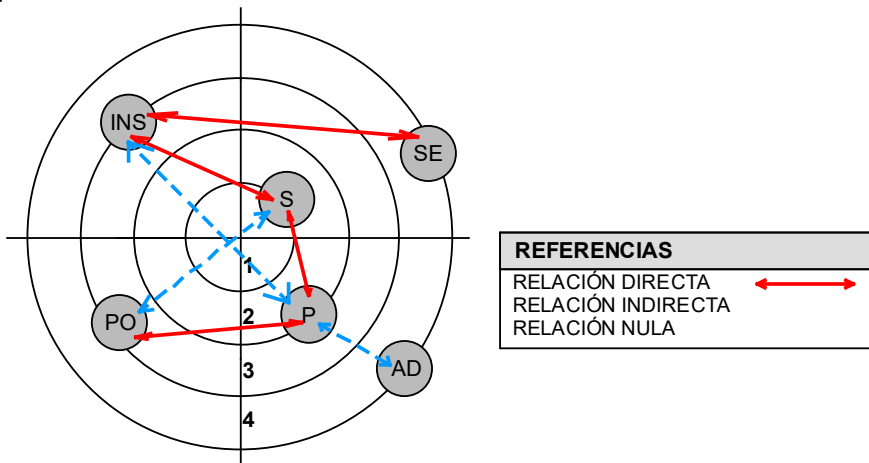 INS
SE
S
1
PO
2
P
3
AD
4
REFERENCIAS
RELACIÓN DIRECTA
RELACIÓN INDIRECTA
RELACIÓN NULA